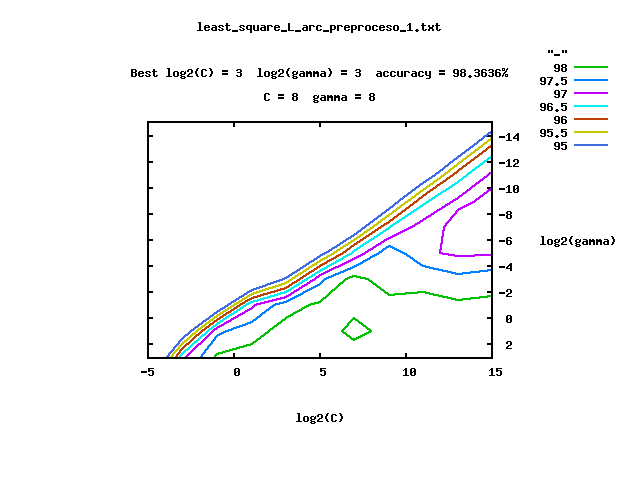 least_square_L_arc_preproceso_1.txt
"_"
Best log2(C) = 3  log2(gamma) = 3  accuracy = 98.3636%
C = 8  gamma = 8
98
97.5
97
96.5
96
95.5
95
-14
-12
-10
-8
-6
-4
-2
0
2
log2(gamma)
-5 0 5 10 15
log2(C)